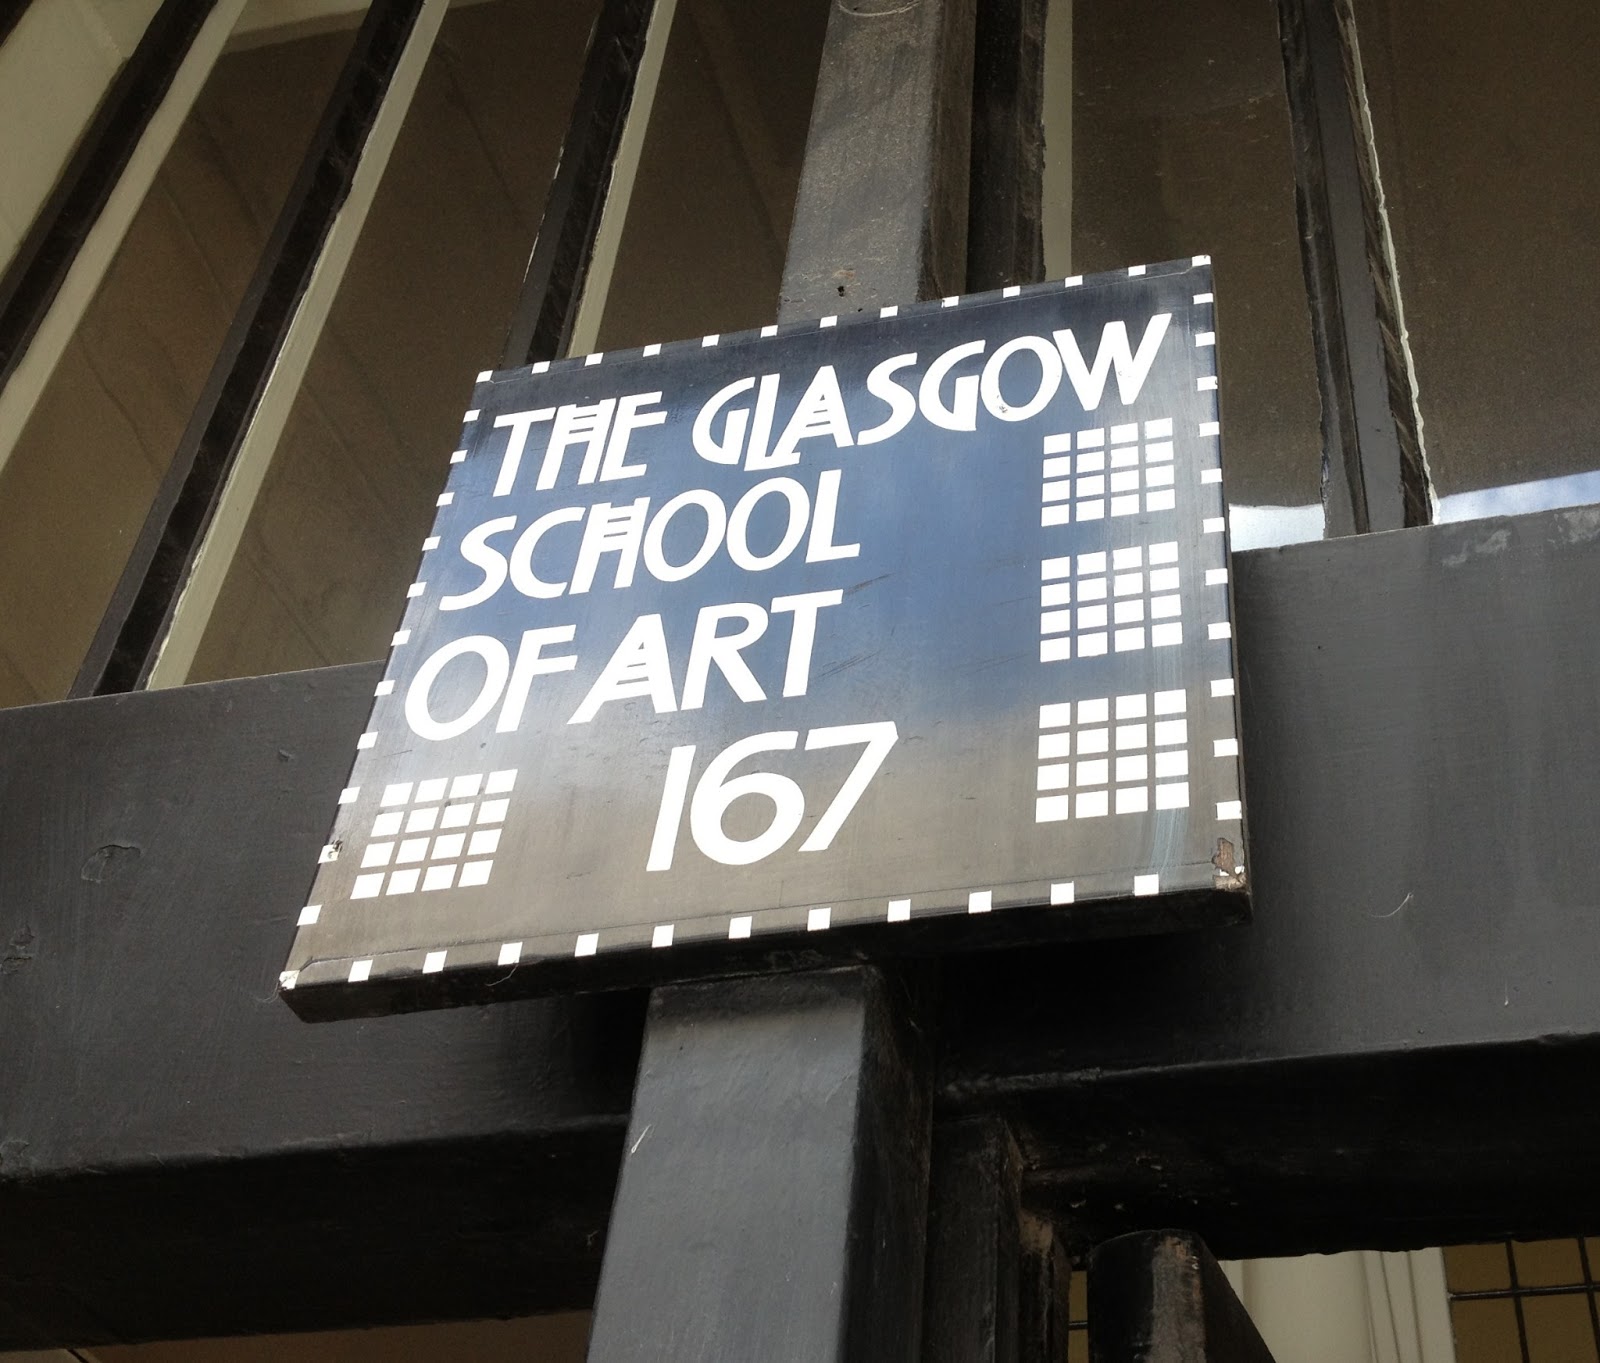 THE GLASGOW
SCHOOL
OF ART
167